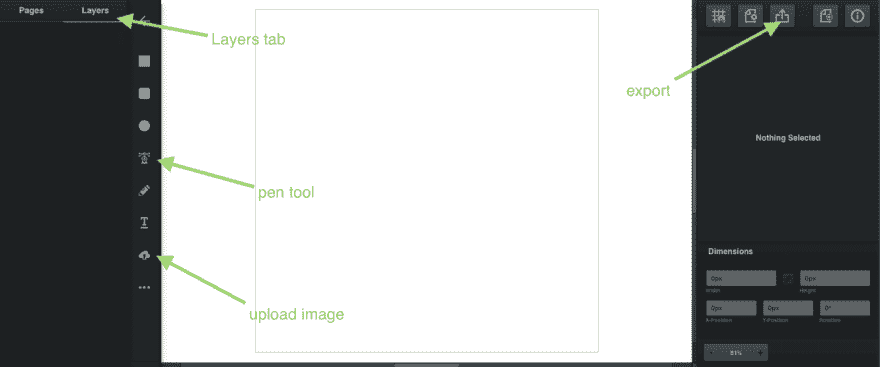 Pages Layers
Layers tab
export
Nothing Selected
pen tool
T
upload image
Dimensions
0px 0px
Width Height
0px 0px 0°
X-Position Y-Position Rotation
- 81% +